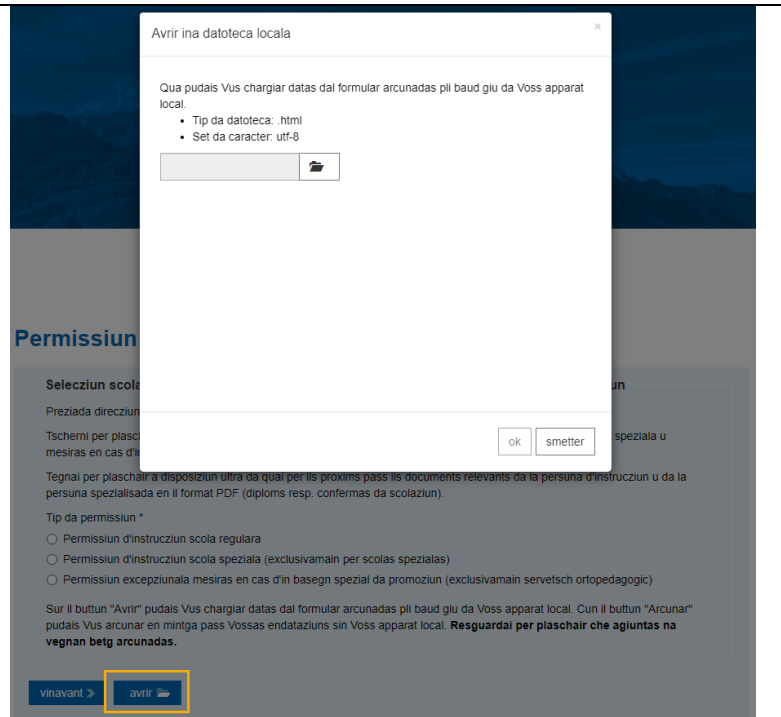 Avrir ina datoteca locala
×
Qua pudais Vus chargiar datas dal formular arcunadas pli baud giu da Voss apparat
local.
• Tip da datoteca: .html
• Set da caracter: utf-8
ok
smetter
Permissiun
Selecziun scola
un
Preziada direcziun
Tscherni per plasch
speziala u
mesiras en cas d'in
Tegnai per plaschair a disposiziun ultra da quai per ils proxims pass ils documents relevants da la persuna d'instrucziun u da la
persuna spezialisada en il format PDF (diploms resp. confermas da scolaziun).
Tip da permissiun *
Permissiun d'instrucziun scola regulara
Permissiun d'instrucziun scola speziala (exclusivamain per scolas spezialas)
Permissiun excepziunala mesiras en cas d'in basegn spezial da promoziun (exclusivamain servetsch ortopedagogic)
Sur il buttun "Avrir" pudais Vus chargiar datas dal formular arcunadas pli baud giu da Voss apparat local. Cun il buttun "Arcunar"
pudais Vus arcunar en mintga pass Vossas endataziuns sin Voss apparat local. Resguardai per plaschair che agiuntas na
vegnan betg arcunadas.
vinavant
avrir